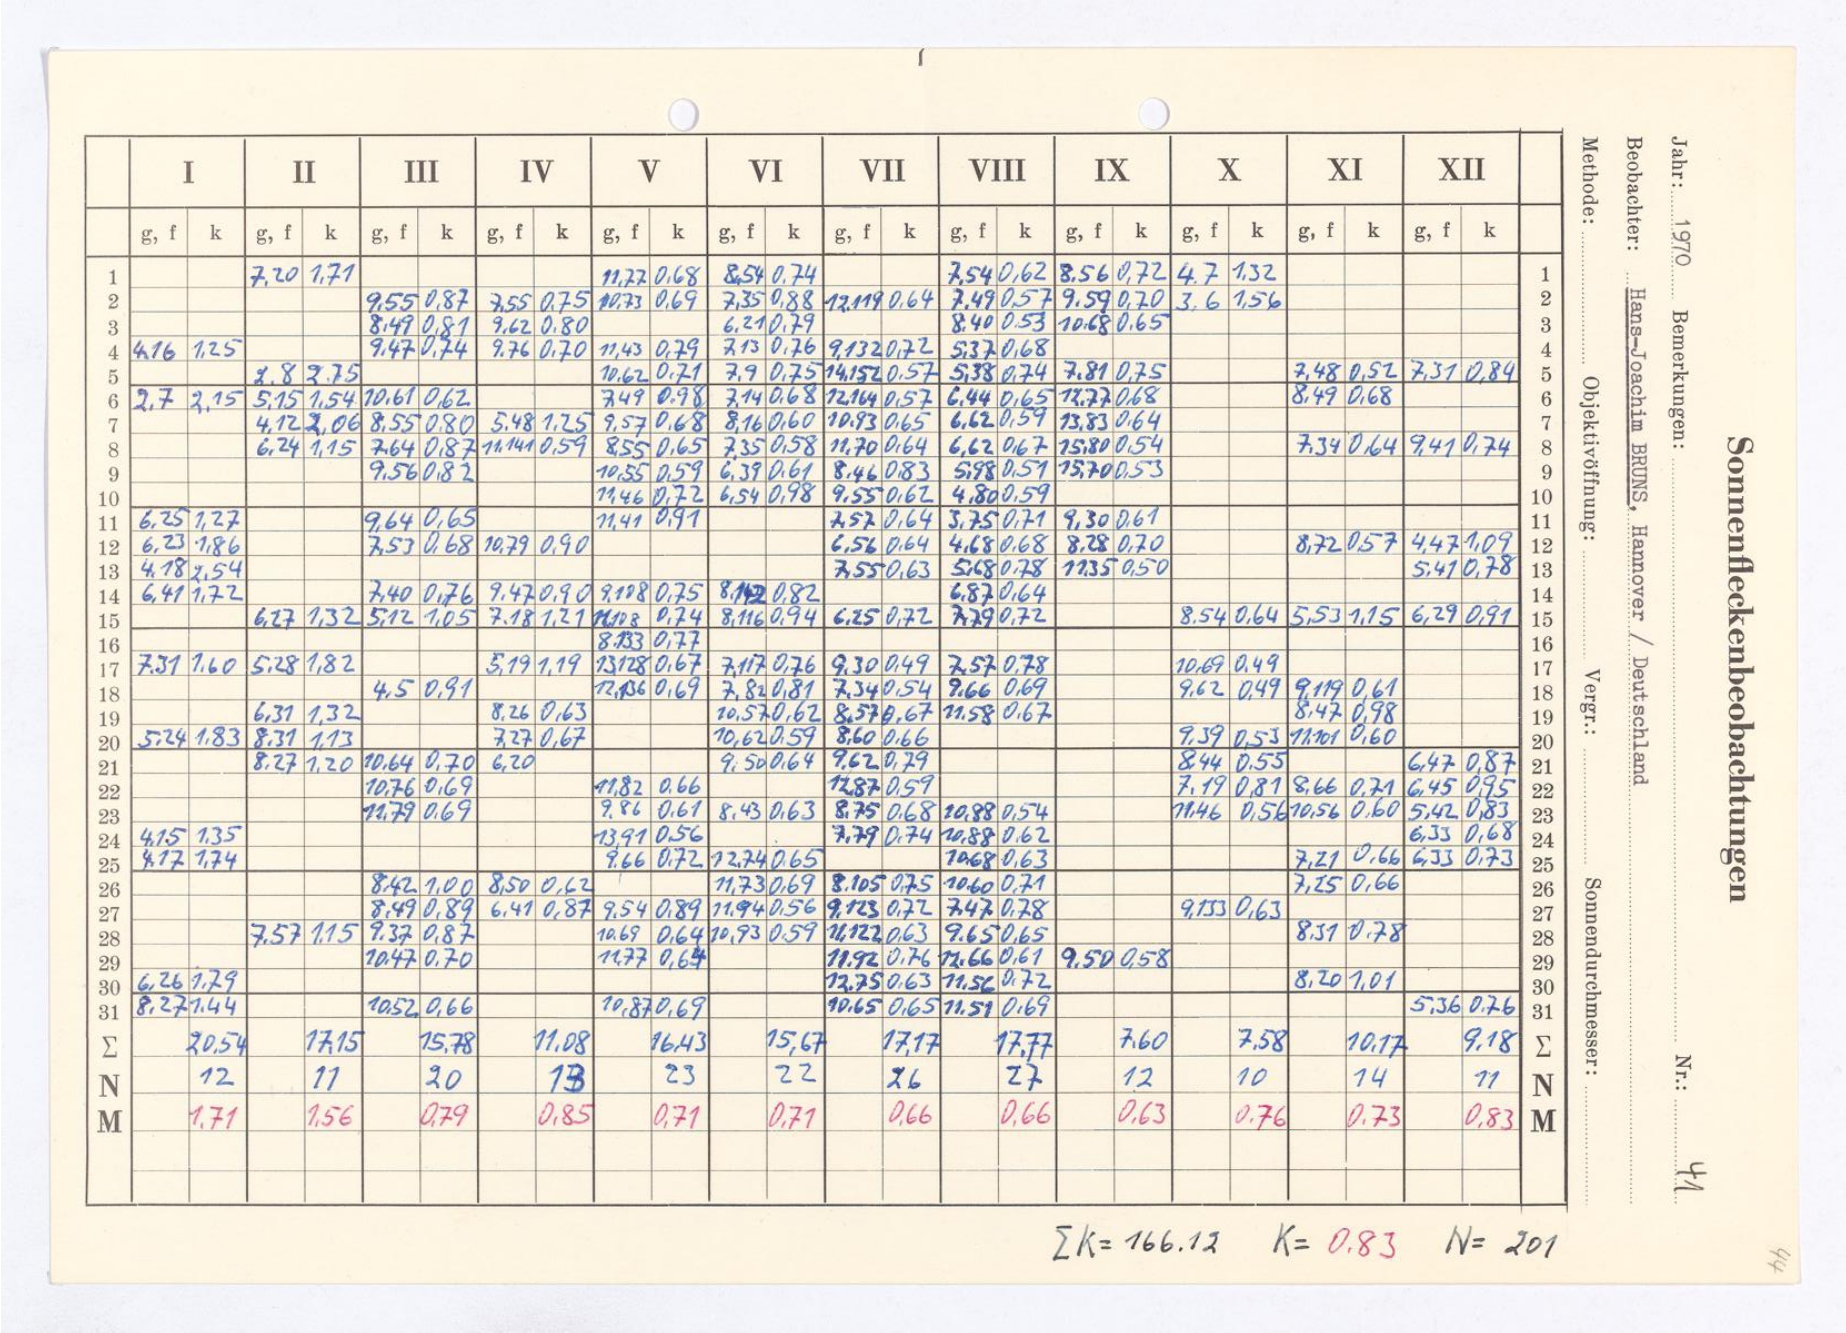 I II III IV V VI VII VIII IX X XI XII
g, f k g, f k g, f k g, f k g, f k g, f k g, f k g, f k g, f k g, f k g, f k g, f k
1 7,20 1,71 11,77 0,68 8,54 0,74 7,54 0,62 8,56 0,72 4.7 1,32 1
2 9,55 0,87 7,55 0,75 10,73 0,69 7,35 0,88 12,119 0,64 7,49 0,57 9,59 0,70 3,6 1,56 2
3 8,49 0,81 9,62 0,80 6,21 0,79 8,40 0,53 10,68 0,65 3
4 4,16 1,25 9,47 0,74 9,76 0,70 11,43 0,79 7,13 0,76 9,132 0,72 5,37 0,68 4
5 2,8 2,75 10,62 0,71 7,9 0,75 14,152 0,57 5,38 0,74 7,81 0,75 7,48 0,52 7,31 0,84 5
6 2,7 2,15 5,15 1,54 10,61 0,62 7,49 0,98 7,14 0,68 12,164 0,57 6,44 0,65 12,77 0,68 8,49 0,68 6
7 4,12 2,06 8,55 0,80 5,48 1,25 9,57 0,68 8,16 0,60 10,93 0,65 6,62 0,59 13,83 0,64 7
8 6,24 1,15 7,64 0,87 11,141 0,59 8,55 0,65 7,35 0,58 11,70 0,64 6,62 0,67 15,80 0,54 7,34 0,64 9,41 0,74 8
9 9,56 0,82 10,55 0,59 6,39 0,61 8,46 0,83 5,98 0,51 15,70 0,53 9
10 11,46 0,72 6,54 0,98 9,55 0,62 4,80 0,59 10
11 6,25 1,27 9,64 0,65 11,41 0,91 7,57 0,64 3,75 0,71 9,30 0,61 11
12 6,23 1,86 7,53 0,68 10,79 0,90 6,56 0,64 4,68 0,68 8,28 0,70 8,72 0,57 4,47 1,09 12
13 4,18 2,54 7,55 0,63 5,68 0,78 11,35 0,50 5,41 0,78 13
14 6,41 1,72 7,40 0,76 9,47 0,90 9,108 0,75 8,142 0,82 6,87 0,64 14
15 6,27 1,32 5,12 1,05 7,18 1,21 11,108 0,74 8,116 0,94 6,25 0,72 7,79 0,72 8,54 0,64 5,53 1,15 6,29 0,91 15
16 8,133 0,77 16
17 7,31 1,60 5,28 1,82 5,19 1,19 13,128 0,67 7,117 0,76 9,30 0,49 7,57 0,78 10,69 0,49 17
18 4,5 0,91 12,136 0,69 7,82 0,81 7,34 0,54 9,66 0,69 9,62 0,49 9,119 0,61 18
19 6,31 1,32 8,26 0,63 10,57 0,62 8,57 0,67 11,58 0,67 8,47 0,98 19
20 5,24 1,83 8,31 1,13 7,27 0,67 10,62 0,59 8,60 0,66 9,39 0,53 11,101 0,60 20
21 8,27 1,20 10,64 0,70 6,20 9,50 0,64 9,62 0,79 8,44 0,55 6,47 0,87 21
22 10,76 0,69 11,82 0,66 12,87 0,59 7,19 0,81 8,66 0,71 6,45 0,95 22
23 11,79 0,69 9,86 0,61 8,43 0,63 8,75 0,68 10,88 0,54 11,46 0,56 10,56 0,60 5,42 0,83 23
24 4,15 1,35 13,91 0,56 7,79 0,74 10,88 0,62 6,33 0,68 24
25 4,17 1,74 9,66 0,72 12,74 0,65 10,68 0,63 7,21 0,66 6,33 0,73 25
26 8,42 1,00 8,50 0,62 11,73 0,69 8,105 0,75 10,60 0,71 7,25 0,66 26
27 8,49 0,89 6,41 0,87 9,54 0,89 11,94 0,56 9,123 0,72 7,47 0,78 9,133 0,63 27
28 7,57 1,15 9,37 0,87 10,69 0,64 10,93 0,59 11,122 0,63 9,65 0,65 8,31 0,78 28
29 10,47 0,70 11,77 0,64 11,92 0,76 12,66 0,61 9,50 0,58 29
30 6,26 1,79 12,75 0,63 11,56 0,72 8,20 1,01 30
31 8,27 1,44 10,52 0,66 10,87 0,69 10,65 0,65 11,51 0,69 5,36 0,76 31
Σ 20,54 17,15 15,78 11,08 16,43 15,67 17,17 17,77 7,60 7,58 10,17 9,18 Σ
N 12 11 20 13 23 22 26 27 12 10 14 11 N
M 1,71 1,56 0,79 0,85 0,71 0,71 0,66 0,66 0,63 0,76 0,73 0,83 M
Σ K = 166.12 K = 0.83 N = 201
Sonnenfleckenbeobachtungen
Jahr: 1970 Bemerkungen: Nr.: 41
Beobachter: Hans-Joachim BRUNS, Hannover / Deutschland
Methode: Objektivöffnung: Vergr.: Sonnendurchmesser:
44